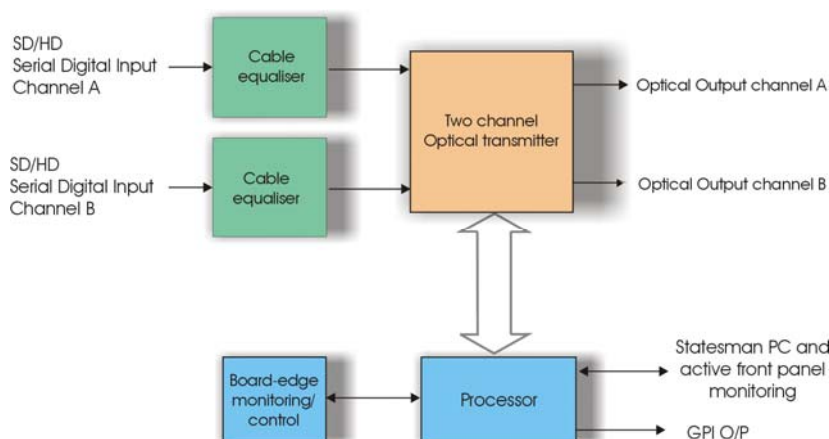 SD/HD
Serial Digital Input
Channel A
Cable
equaliser
Two channel
Optical transmitter
Optical Output channel A
SD/HD
Serial Digital Input
Channel B
Cable
equaliser
Optical Output channel B
Board-edge
monitoring/
control
Processor
Statesman PC and
active front panel
monitoring
GPI O/P